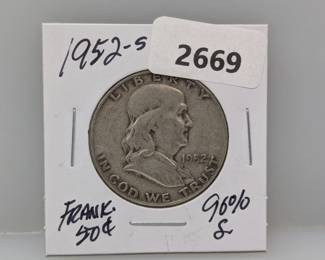 1952-S
2669
LIBERTY
1952
IN GOD WE TRUST
FRANK.
50¢
90%
S